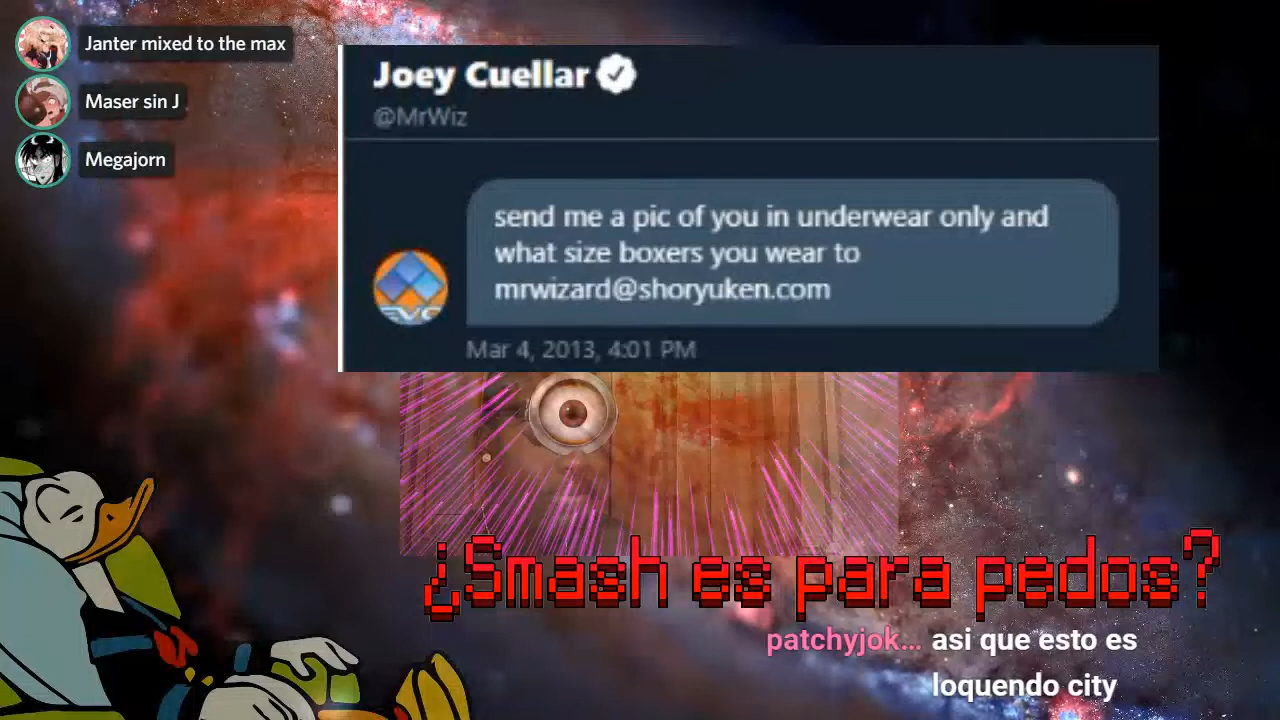 Janter mixed to the max
Maser sin J
Megajorn
Joey Cuellar
@MrWiz
send me a pic of you in underwear only and
what size boxers you wear to
mrwizard@shoryuken.com
EVO
Mar 4, 2013, 4:01 PM
¿Smash es para pedos?
patchyjok… asi que esto es
loquendo city